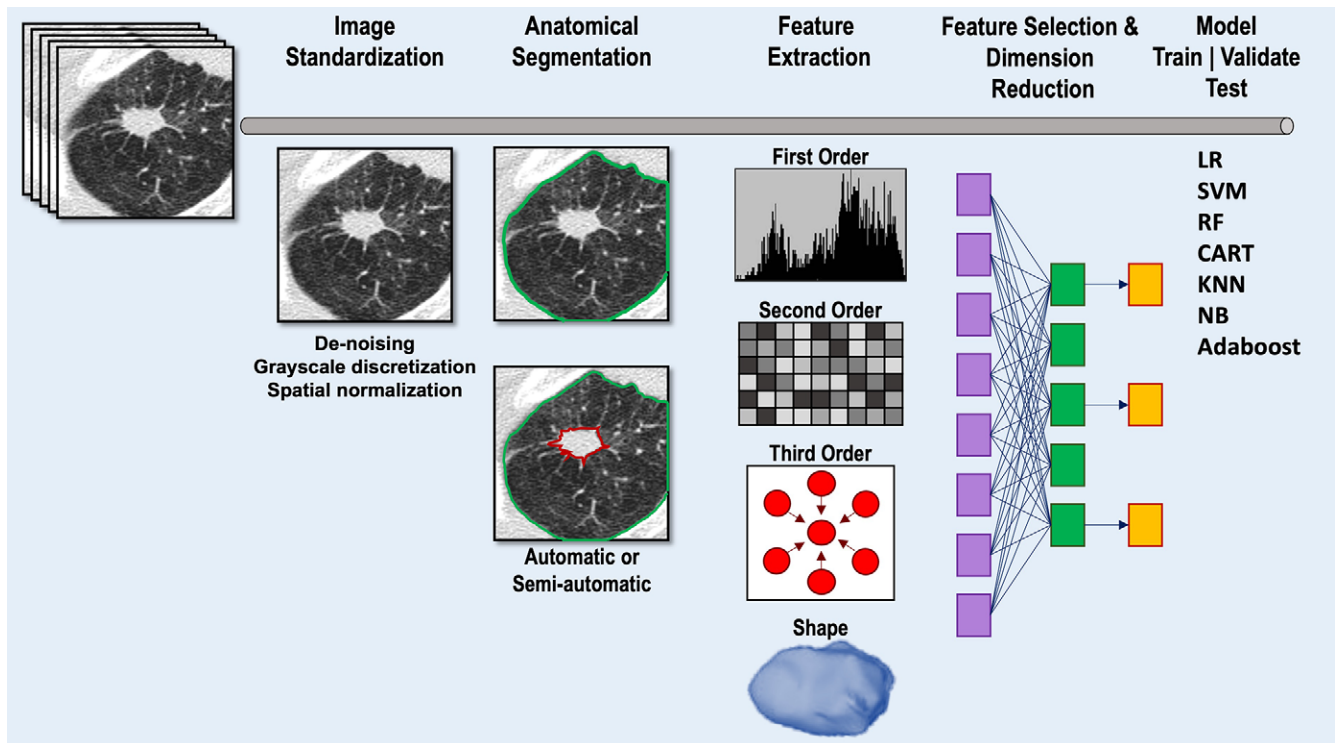 Image
Standardization
Anatomical
Segmentation
Feature
Extraction
Feature Selection &
Dimension
Reduction
Model
Train | Validate
Test
De-noising
Grayscale discretization
Spatial normalization
Automatic or
Semi-automatic
First Order
Second Order
Third Order
Shape
LR
SVM
RF
CART
KNN
NB
Adaboost